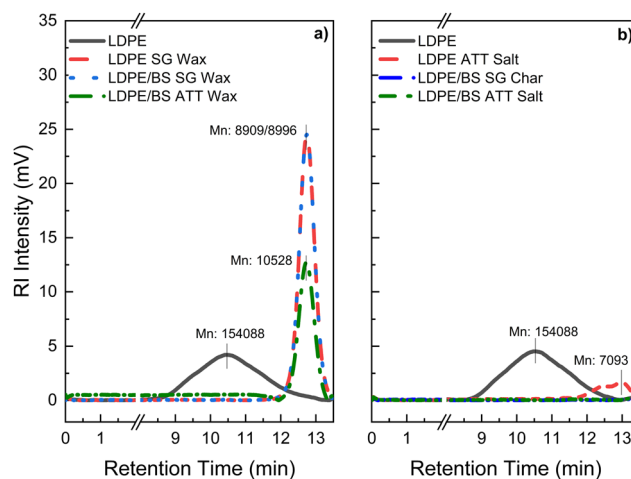 35
30
25
20
15
10
5
0
RI Intensity (mV)
a)
LDPE
LDPE SG Wax
LDPE/BS SG Wax
LDPE/BS ATT Wax
Mn: 8909/8996
Mn: 10528
Mn: 154088
0 1 9 10 11 12 13
Retention Time (min)
b)
LDPE
LDPE ATT Salt
LDPE/BS SG Char
LDPE/BS ATT Salt
Mn: 154088
Mn: 7093
0 1 9 10 11 12 13
Retention Time (min)